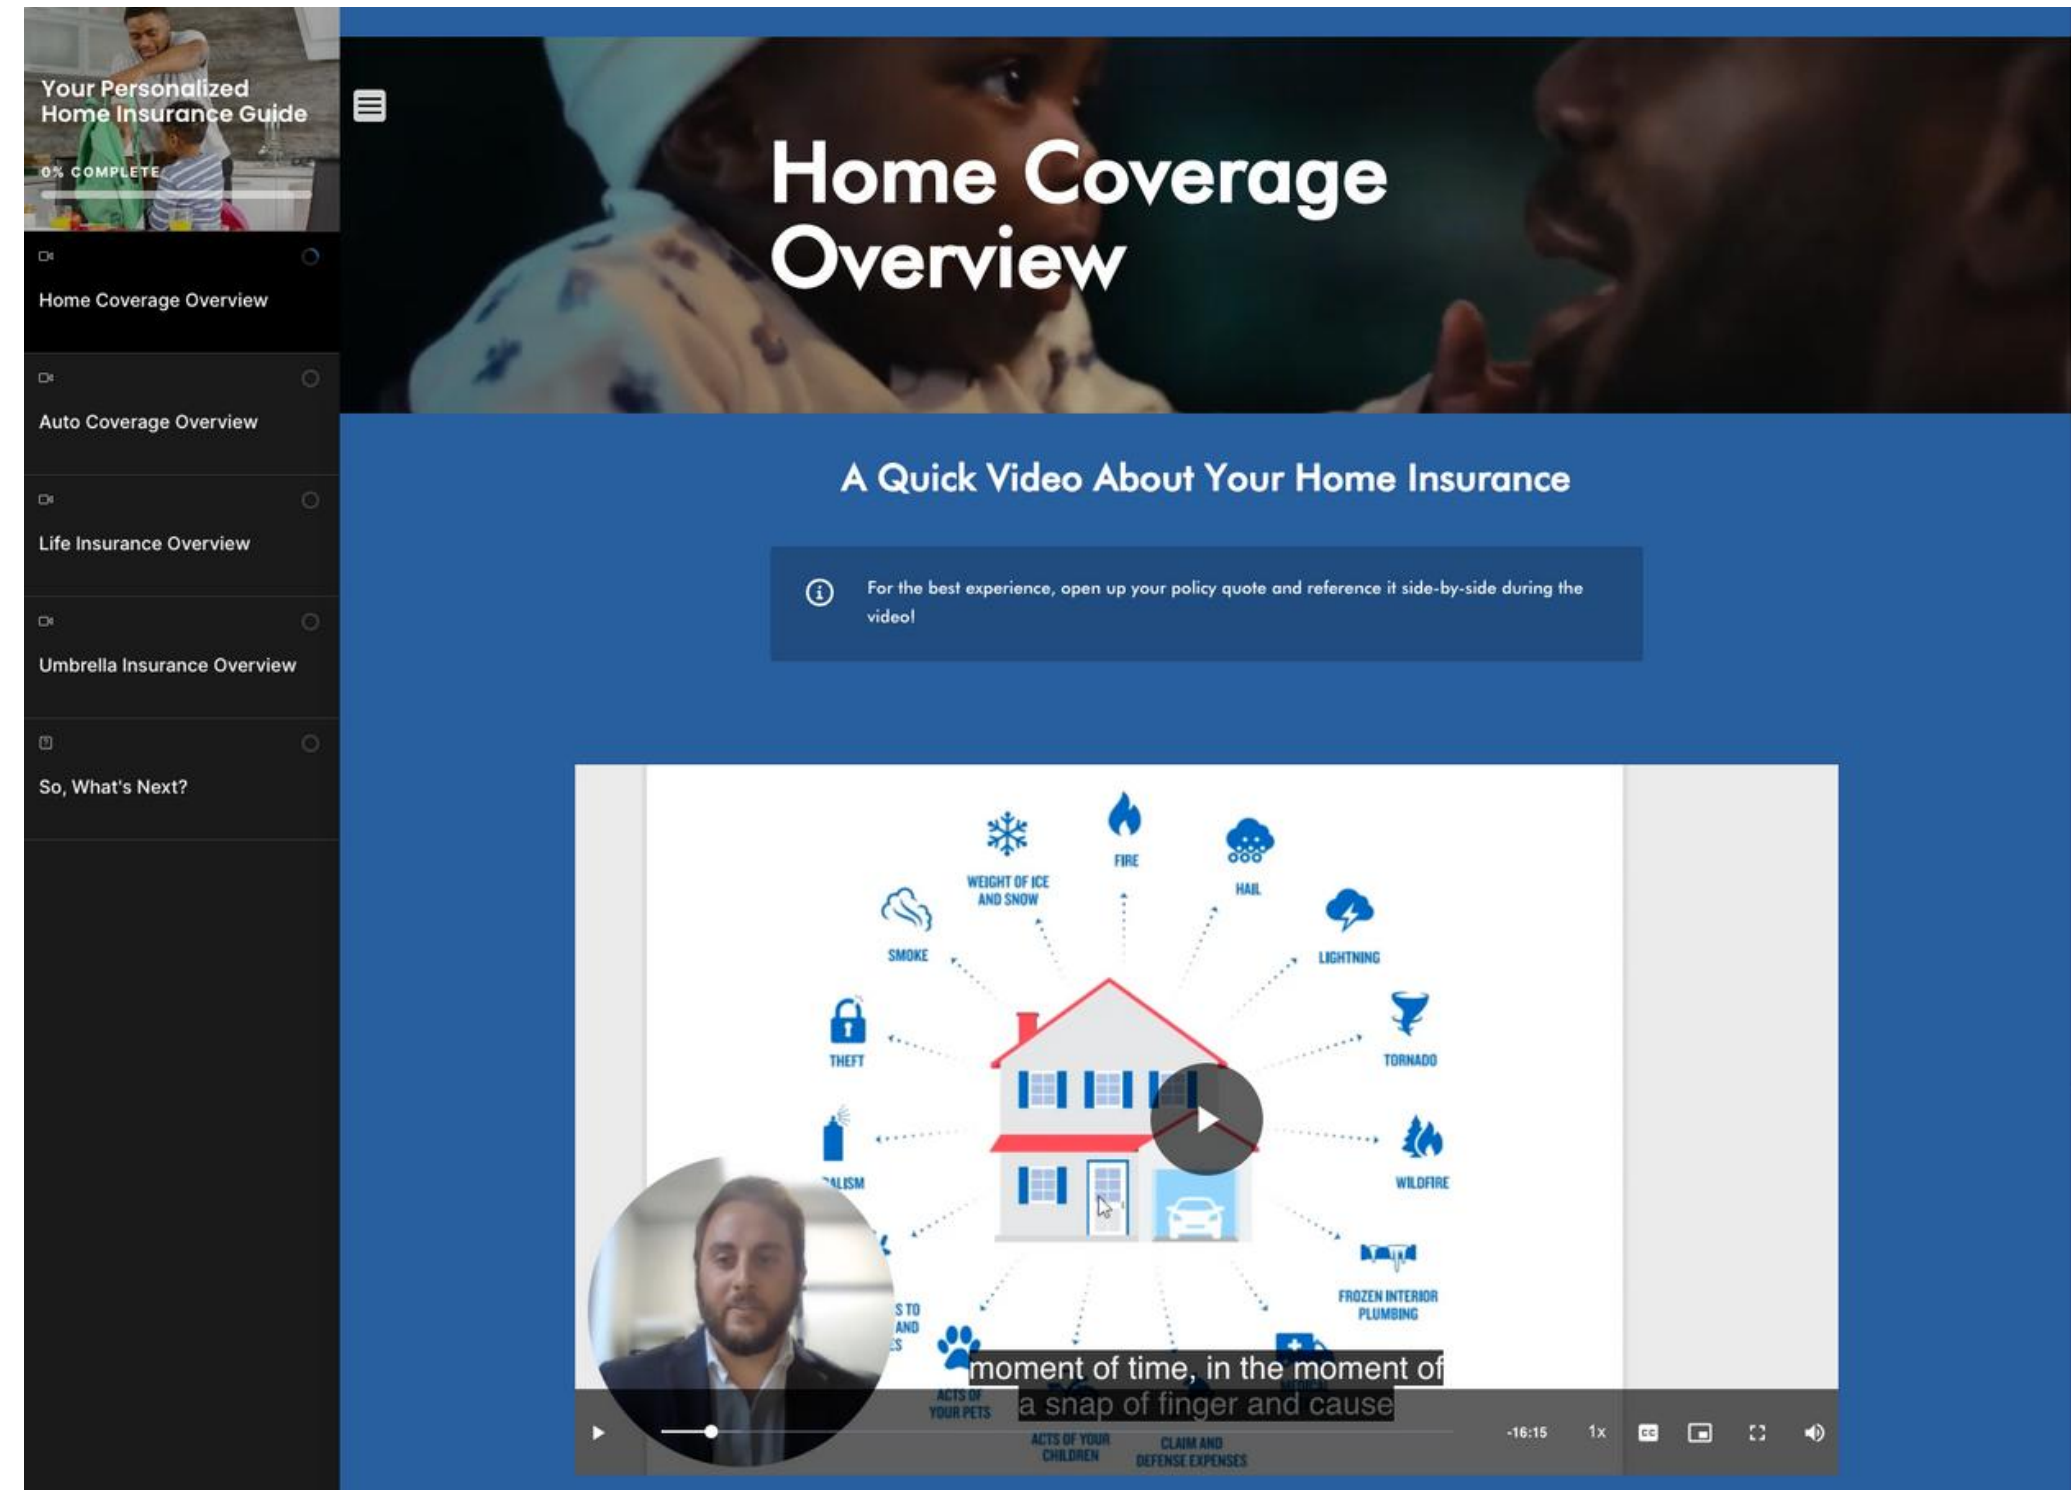 Your Personalized
Home Insurance Guide
0% COMPLETE
Home Coverage Overview
Auto Coverage Overview
Life Insurance Overview
Umbrella Insurance Overview
So, What's Next?
Home Coverage
Overview
A Quick Video About Your Home Insurance
For the best experience, open up your policy quote and reference it side-by-side during the
video!
FIRE
WEIGHT OF ICE
AND SNOW
HAIL
SMOKE
LIGHTNING
THEFT
TORNADO
WILDFIRE
FROZEN INTERIOR
PLUMBING
S TO
AND
moment of time, in the moment of
a snap of finger and cause
ACTS OF
YOUR PETS
ACTS OF YOUR
CHILDREN
CLAIM AND
DEFENSE EXPENSES
-16:15
1x
CC